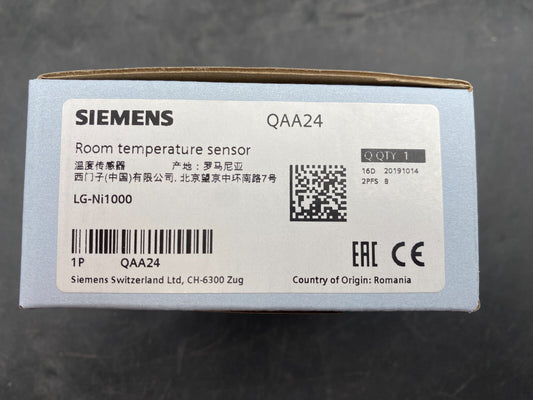 SIEMENS QAA24
Room temperature sensor
温度传感器 产地: 罗马尼亚
西门子(中国)有限公司, 北京望京中环南路7号
LG-Ni1000
Q QTY 1
16D 20191014
2PFS 8
1P QAA24
EAC CE
Siemens Switzerland Ltd, CH-6300 Zug
Country of Origin: Romania